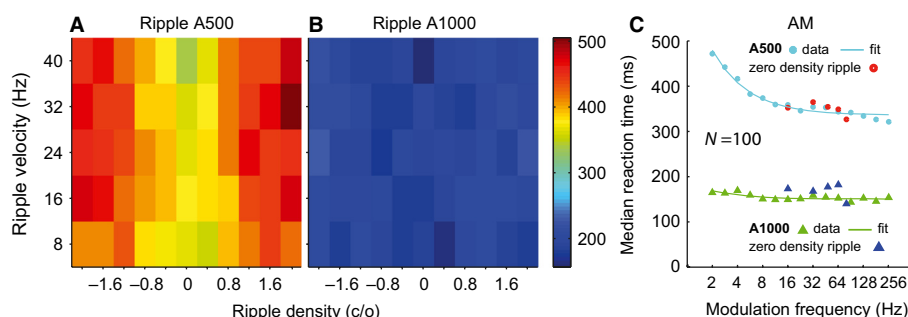 A
Ripple A500
B
Ripple A1000
C
AM
Ripple velocity (Hz)
40
32
24
16
8
−1.6 −0.8 0 0.8 1.6
−1.6 −0.8 0 0.8 1.6
Ripple density (c/o)
500
400
300
200
Median reaction time (ms)
500
400
300
200
100
0
A500 data fit
zero density ripple
N =100
A1000 data fit
zero density ripple
2 4 8 16 32 64 128 256
Modulation frequency (Hz)